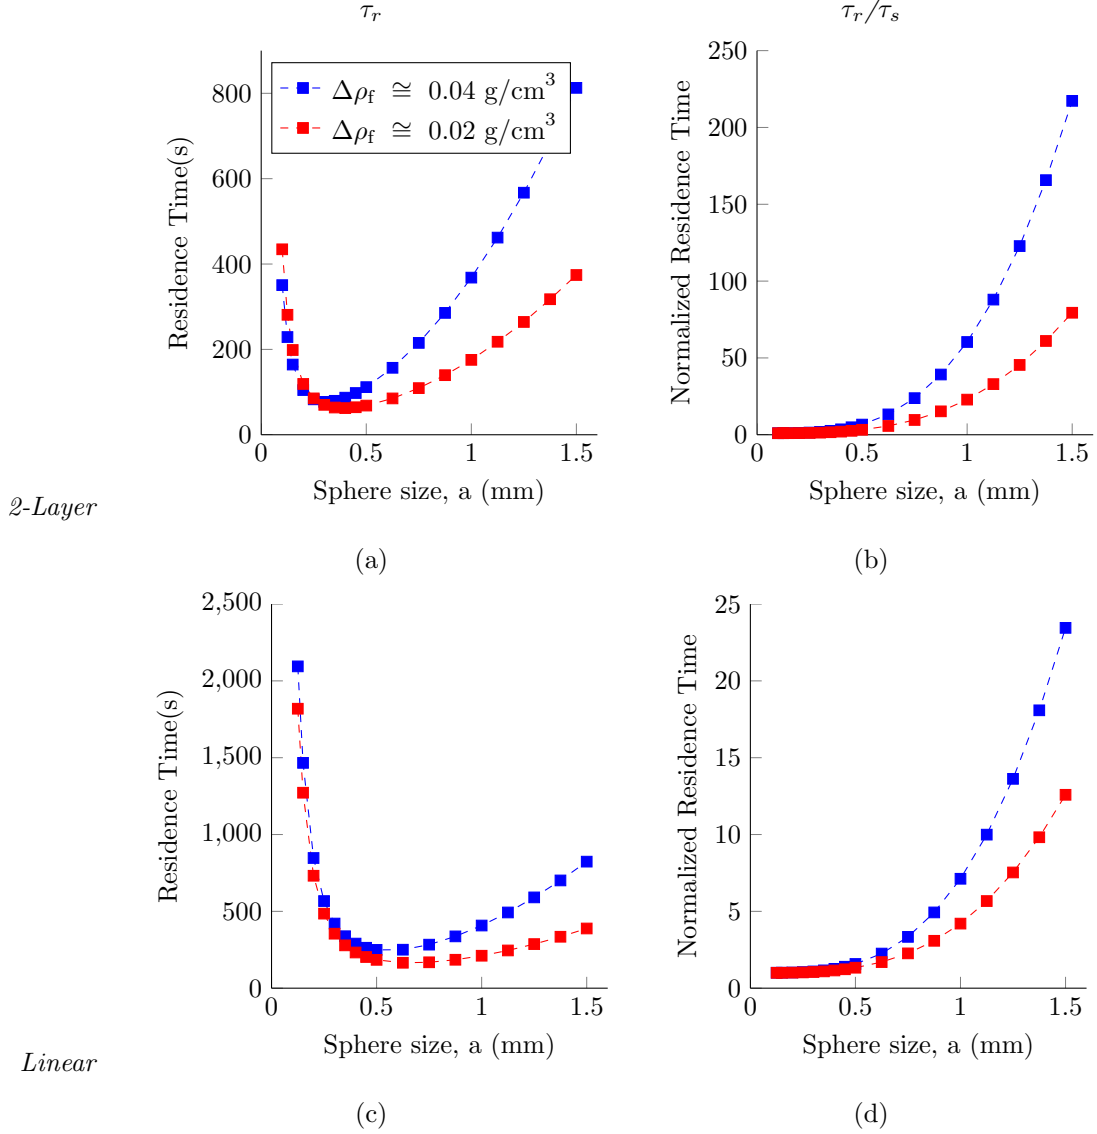 τr
τr/τs
Δρf ≅ 0.04 g/cm³
Δρf ≅ 0.02 g/cm³
Residence Time(s)
800
600
400
200
0
0
0.5
1
1.5
Sphere size, a (mm)
(a)
Normalized Residence Time
250
200
150
100
50
0
0
0.5
1
1.5
Sphere size, a (mm)
(b)
2-Layer
Residence Time(s)
2,500
2,000
1,500
1,000
500
0
0
0.5
1
1.5
Sphere size, a (mm)
(c)
Normalized Residence Time
25
20
15
10
5
0
0
0.5
1
1.5
Sphere size, a (mm)
(d)
Linear